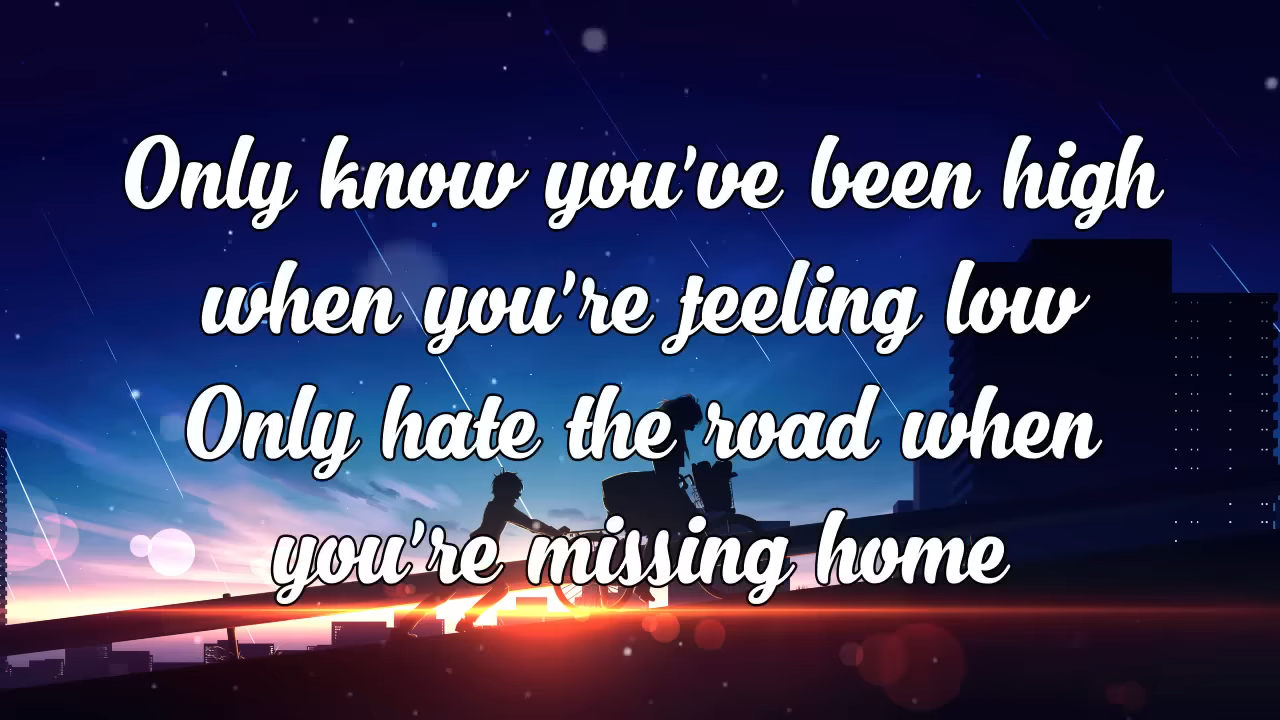 Only know you've been high
when you're feeling low
Only hate the road when
you're missing home